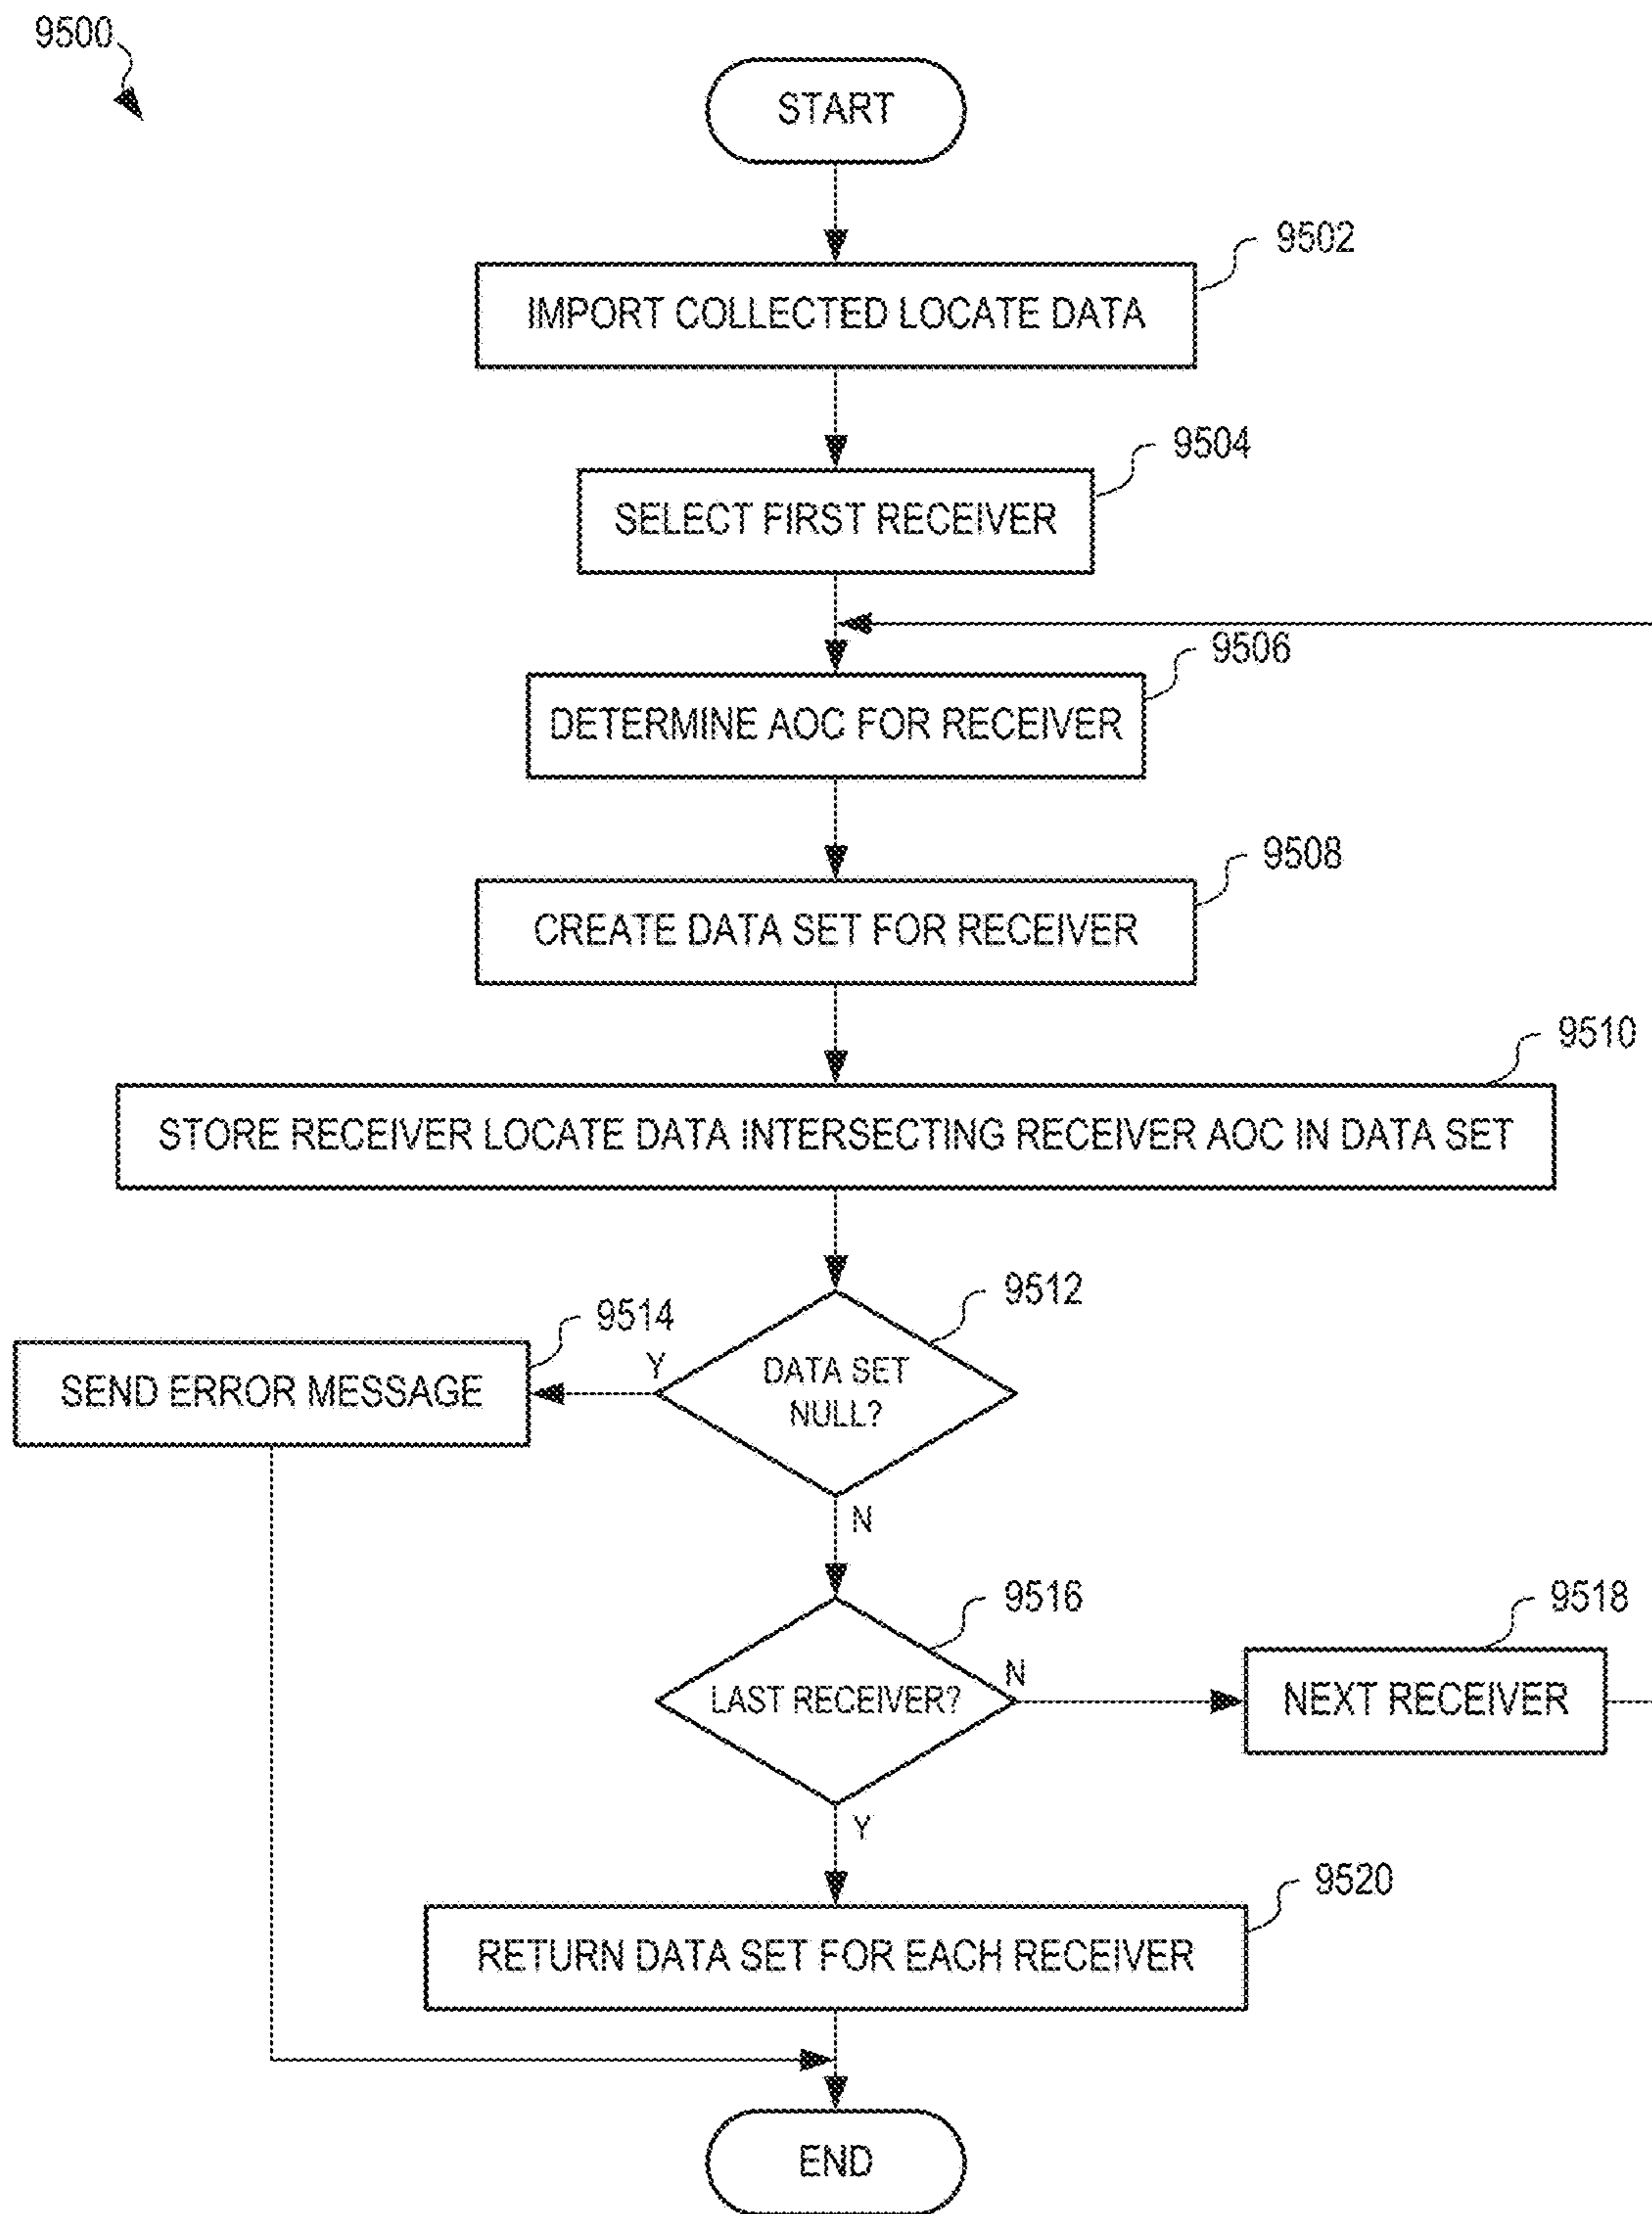 9500
START
9502
IMPORT COLLECTED LOCATE DATA
9504
SELECT FIRST RECEIVER
9506
DETERMINE AOC FOR RECEIVER
9508
CREATE DATA SET FOR RECEIVER
9510
STORE RECEIVER LOCATE DATA INTERSECTING RECEIVER AOC IN DATA SET
9512
9514
Y
DATA SET
NULL?
SEND ERROR MESSAGE
N
9516
9518
N
LAST RECEIVER?
NEXT RECEIVER
Y
9520
RETURN DATA SET FOR EACH RECEIVER
END